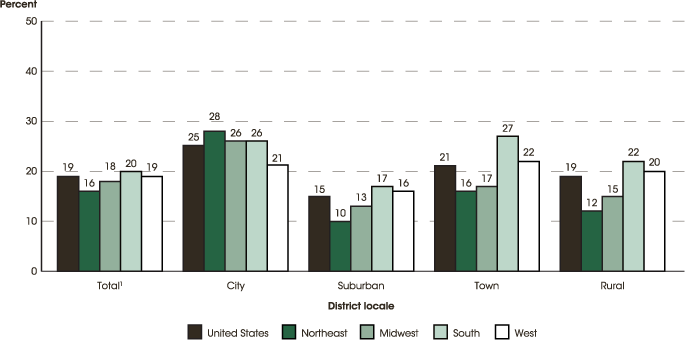 Percent
50
40
30
20
10
0
19 16 18 20 19
25 28 26 26 21
15 10 13 17 16
21 16 17 27 22
19 12 15 22 20
Total¹ City Suburban Town Rural
District locale
United States Northeast Midwest South West